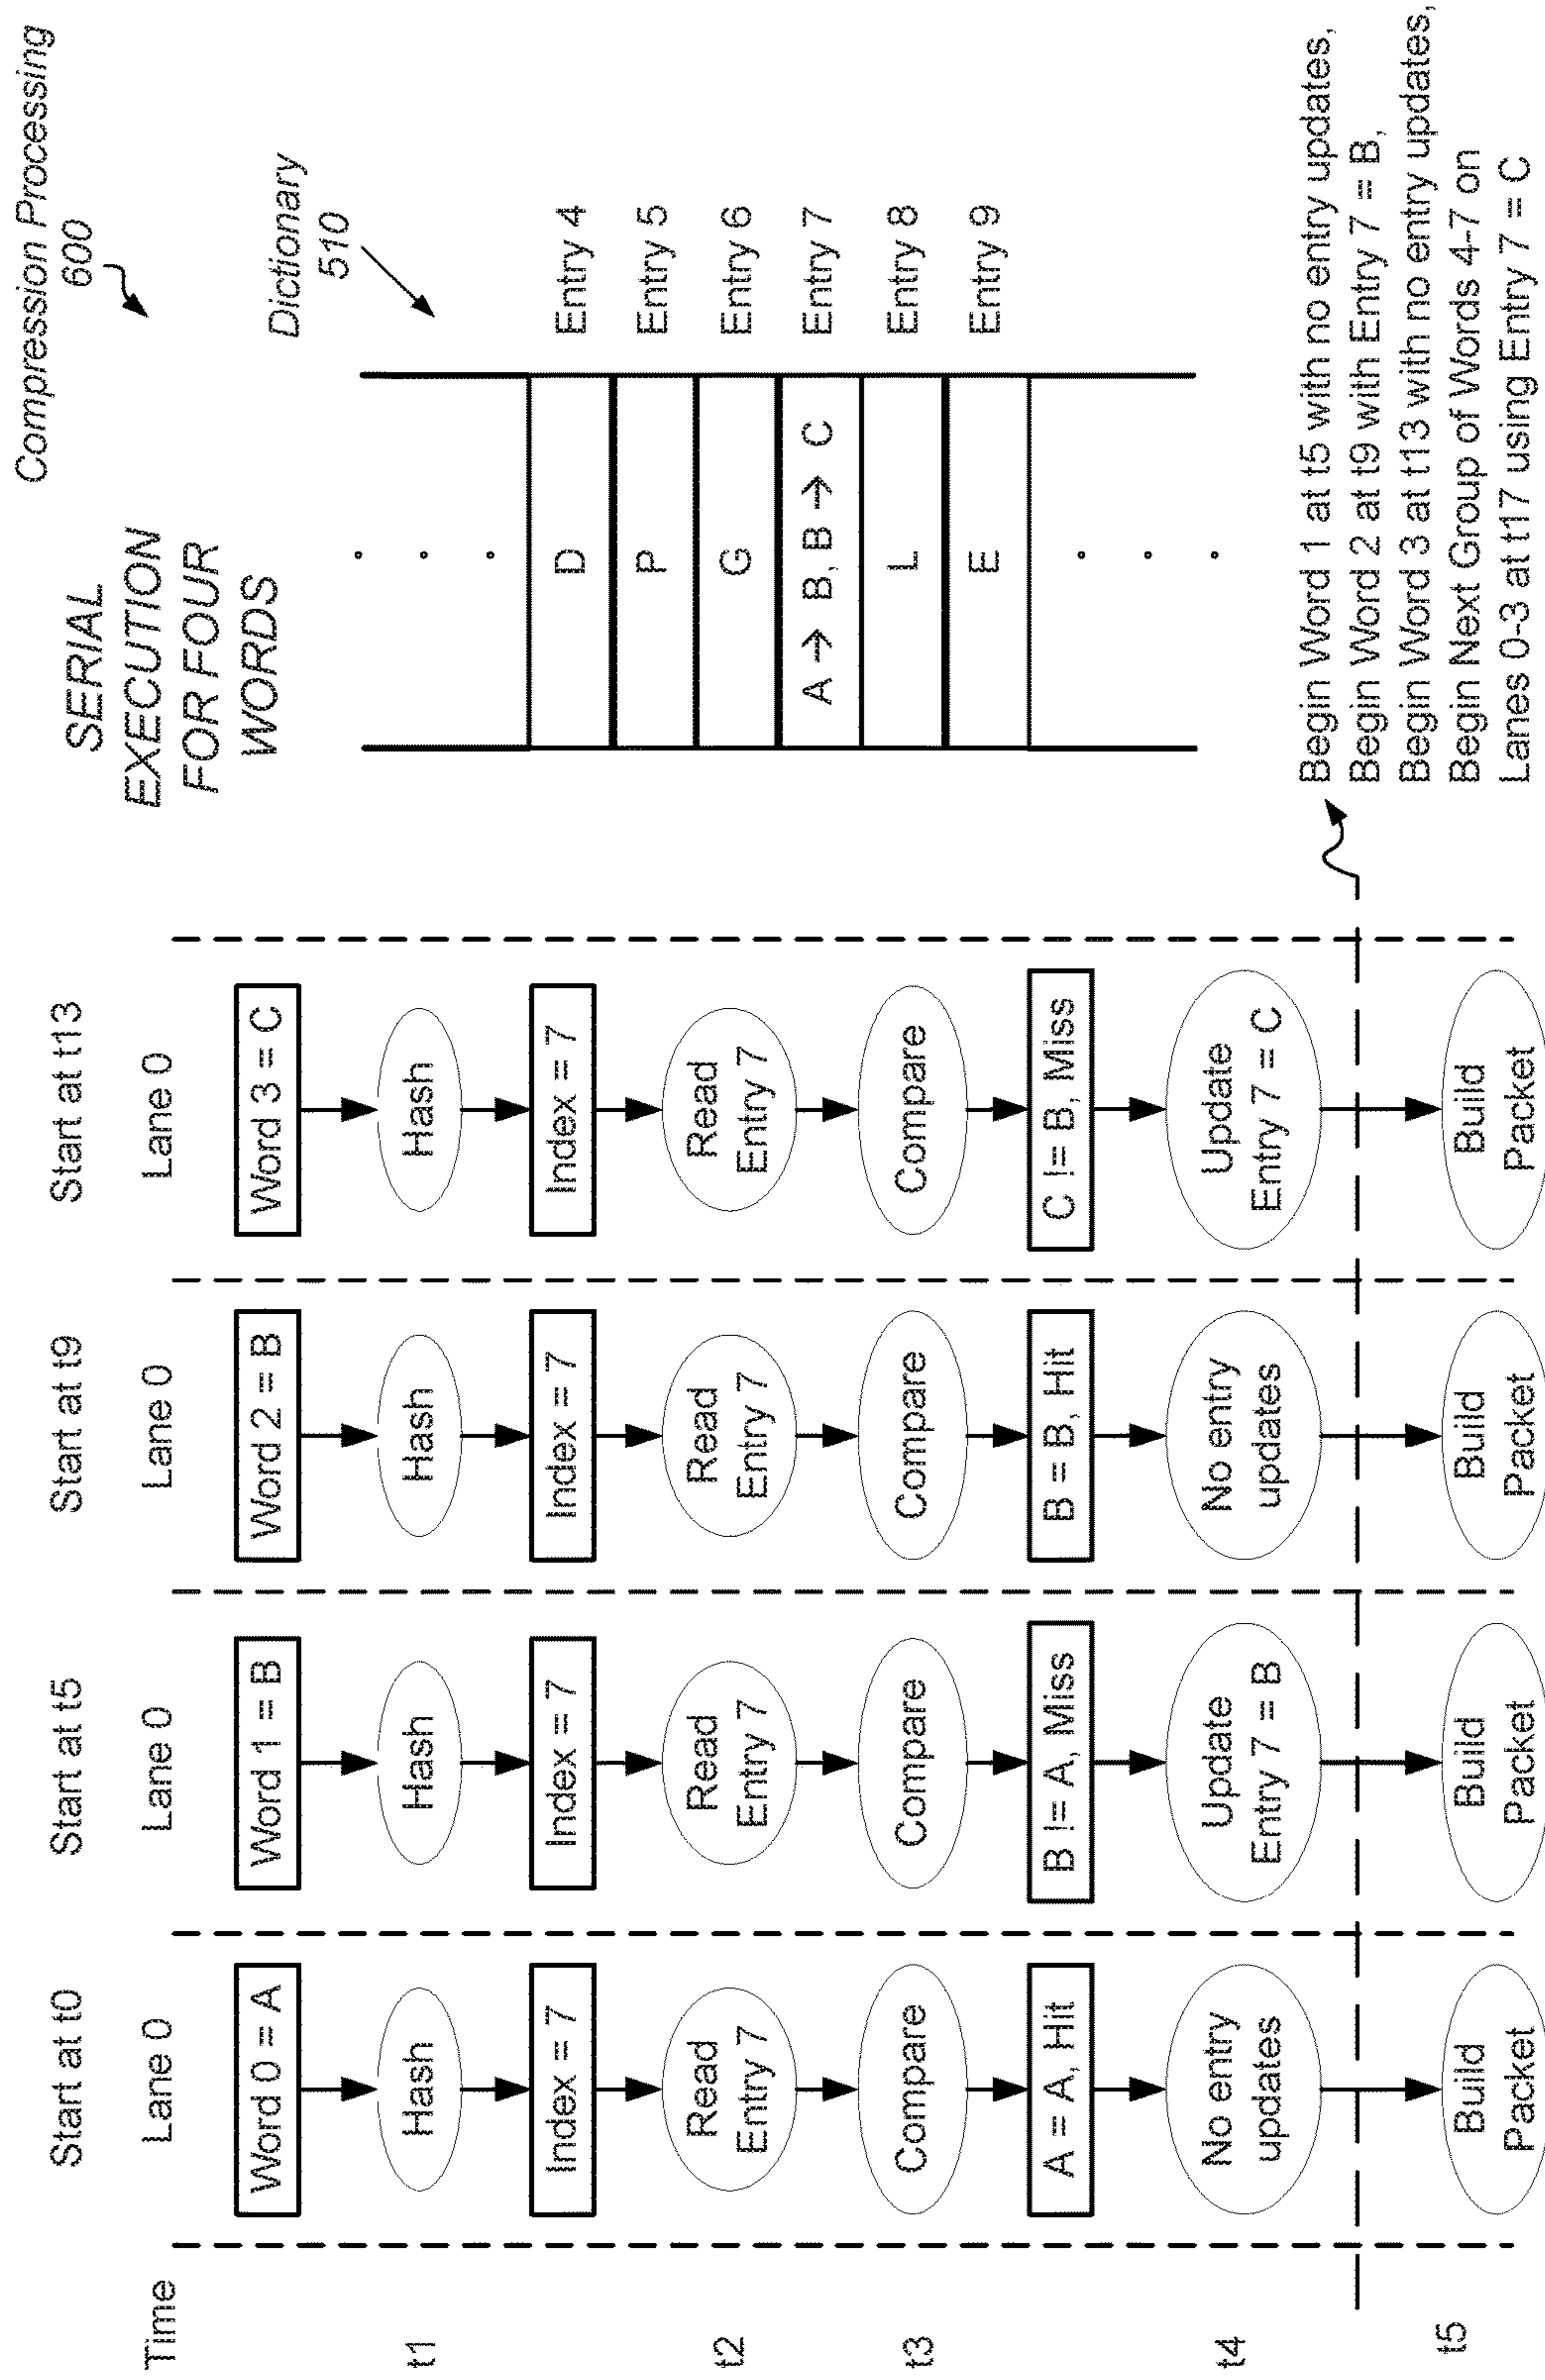 Compression Processing
600
SERIAL
EXECUTION
FOR FOUR
WORDS
Dictionary
510
Start at t0
Start at t5
Start at t9
Start at t13
Time
Lane 0
Lane 0
Lane 0
Lane 0
Word 0 = A
Word 1 = B
Word 2 = B
Word 3 = C
t1
Hash
Hash
Hash
Hash
Index = 7
Index = 7
Index = 7
Index = 7
t2
Read
Entry 7
Read
Entry 7
Read
Entry 7
Read
Entry 7
t3
Compare
Compare
Compare
Compare
A = A, Hit
B != A, Miss
B = B, Hit
C != B, Miss
t4
No entry
updates
Update
Entry 7 = B
No entry
updates
Update
Entry 7 = C
t5
Build
Packet
Build
Packet
Build
Packet
Build
Packet
D Entry 4
P Entry 5
G Entry 6
A → B, B → C Entry 7
L Entry 8
E Entry 9
Begin Word 1 at t5 with no entry updates,
Begin Word 2 at t9 with Entry 7 = B,
Begin Word 3 at t13 with no entry updates,
Begin Next Group of Words 4-7 on
Lanes 0-3 at t17 using Entry 7 = C